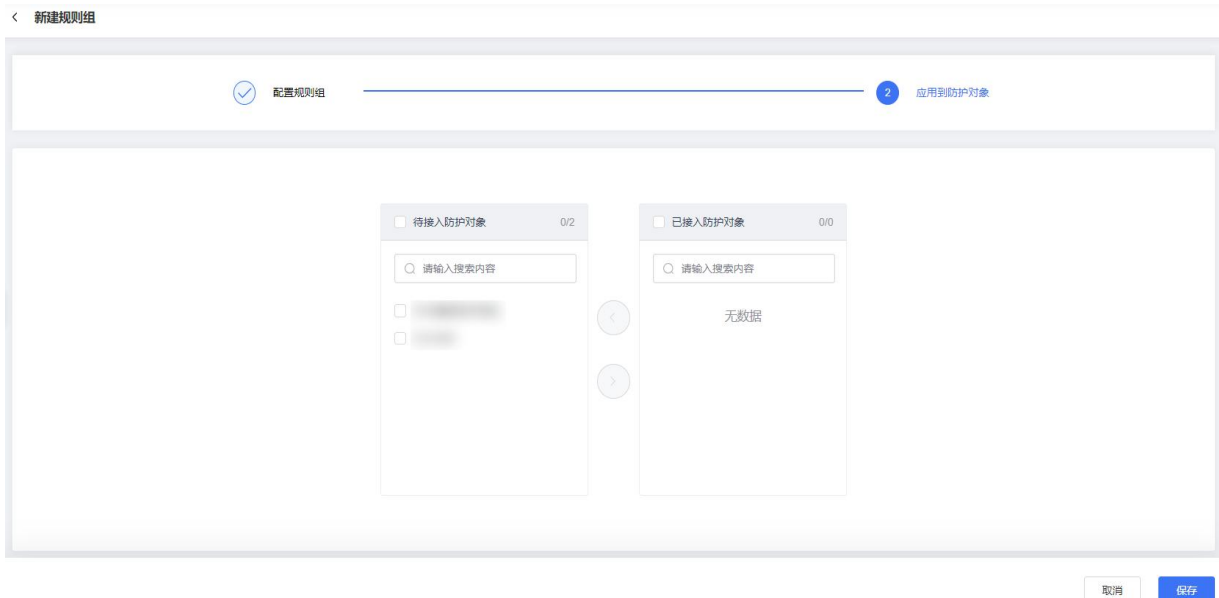 新建规则组
配置规则组
2 应用到防护对象
待接入防护对象 0/2
已接入防护对象 0/0
请输入搜索内容
请输入搜索内容
无数据
取消
保存